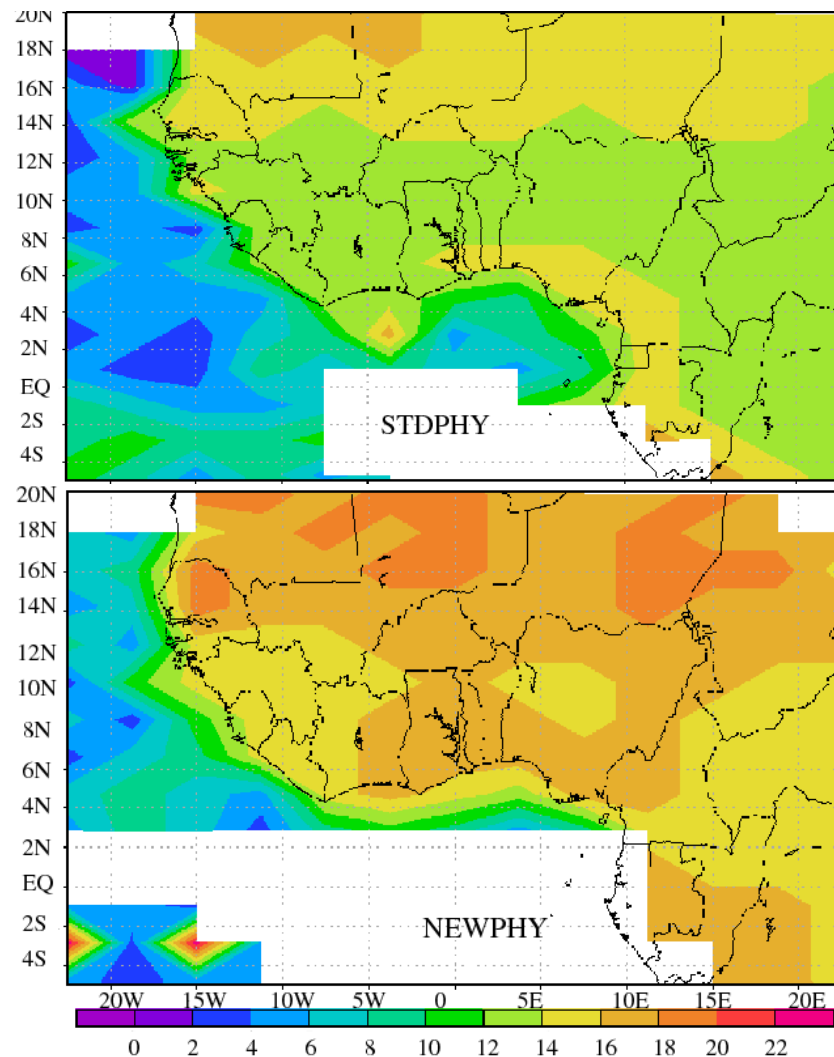 20N
18N
16N
14N
12N
10N
8N
6N
4N
2N
EQ
2S
4S
STDPHY
20N
18N
16N
14N
12N
10N
8N
6N
4N
2N
EQ
2S
4S
NEWPHY
20W 15W 10W 5W 0 5E 10E 15E 20E
0 2 4 6 8 10 12 14 16 18 20 22